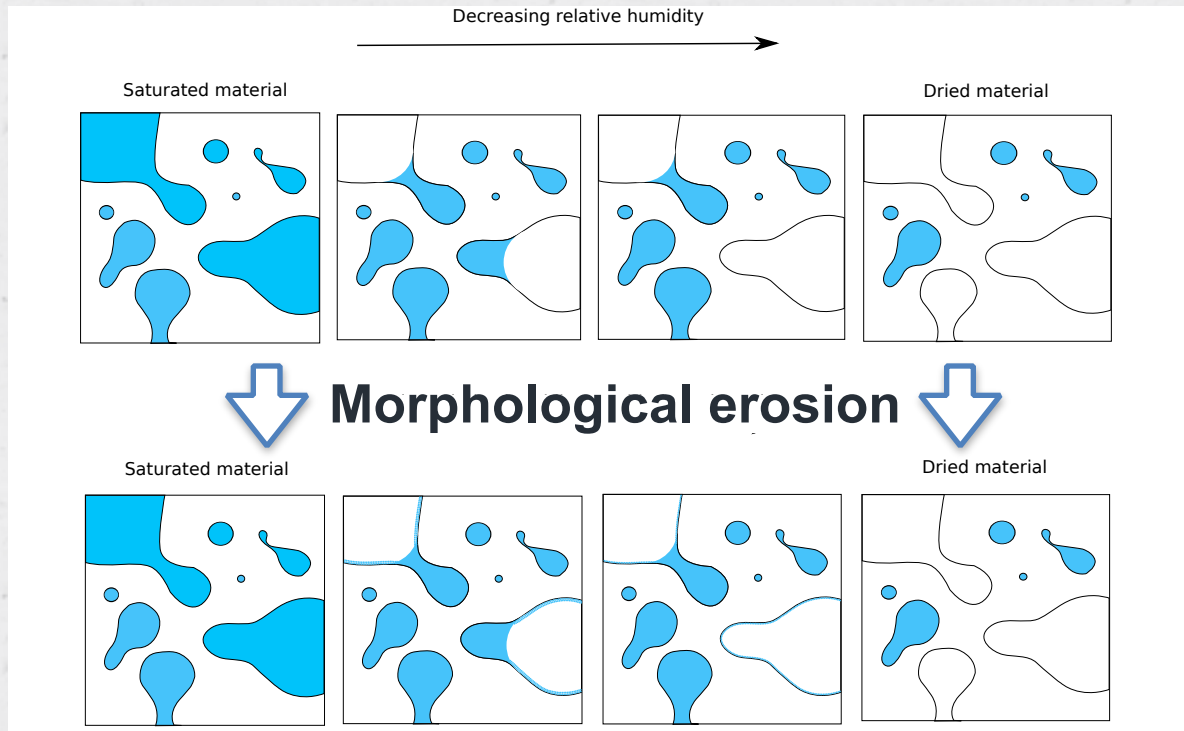 Decreasing relative humidity
Saturated material
Dried material
Morphological erosion
Saturated material
Dried material